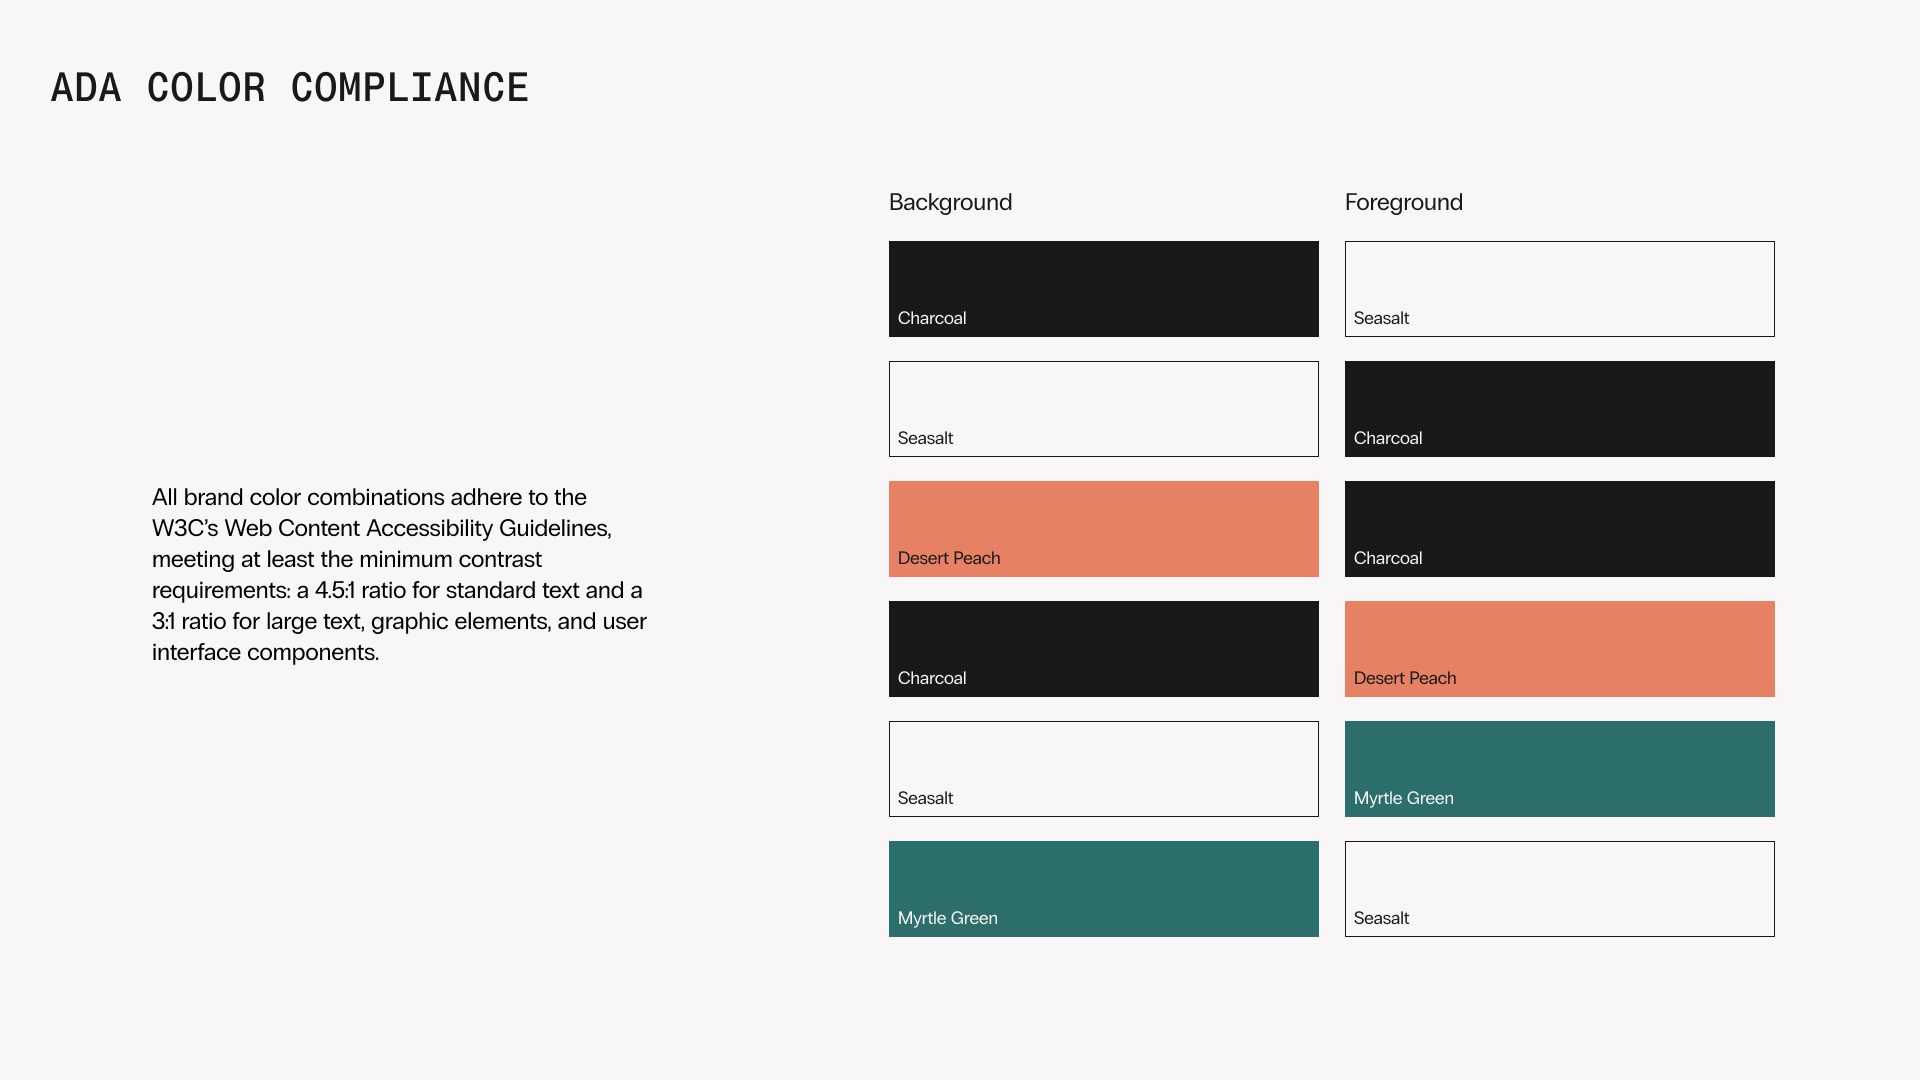 ADA COLOR COMPLIANCE
All brand color combinations adhere to the
W3C’s Web Content Accessibility Guidelines,
meeting at least the minimum contrast
requirements: a 4.5:1 ratio for standard text and a
3:1 ratio for large text, graphic elements, and user
interface components.
Background
Foreground
Charcoal
Seasalt
Seasalt
Charcoal
Desert Peach
Charcoal
Charcoal
Desert Peach
Seasalt
Myrtle Green
Myrtle Green
Seasalt